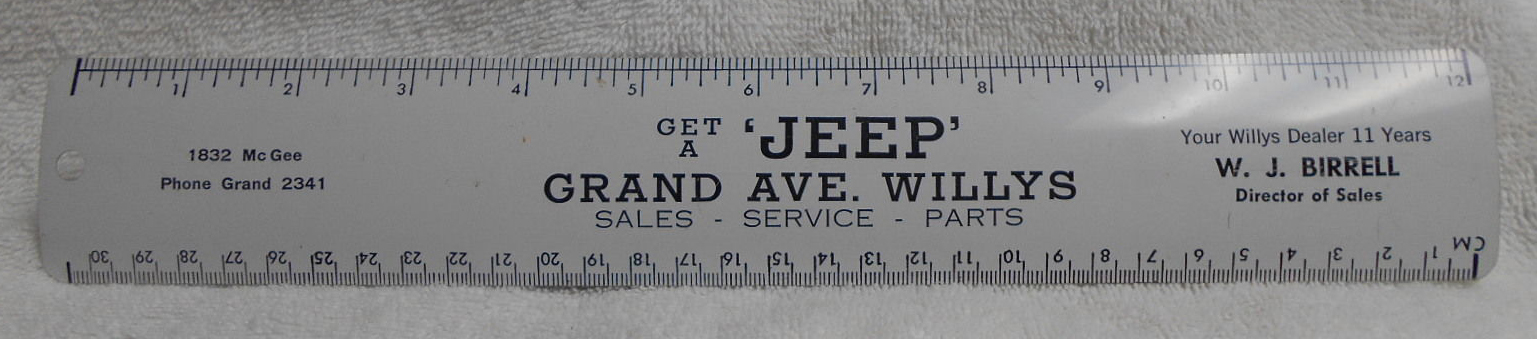 1 2 3 4 5 6 7 8 9 10 11 12
GET A 'JEEP'
GRAND AVE. WILLYS
SALES - SERVICE - PARTS
1832 McGee
Phone Grand 2341
Your Willys Dealer 11 Years
W. J. BIRRELL
Director of Sales
CM 1 2 3 4 5 6 7 8 9 10 11 12 13 14 15 16 17 18 19 20 21 22 23 24 25 26 27 28 29 30